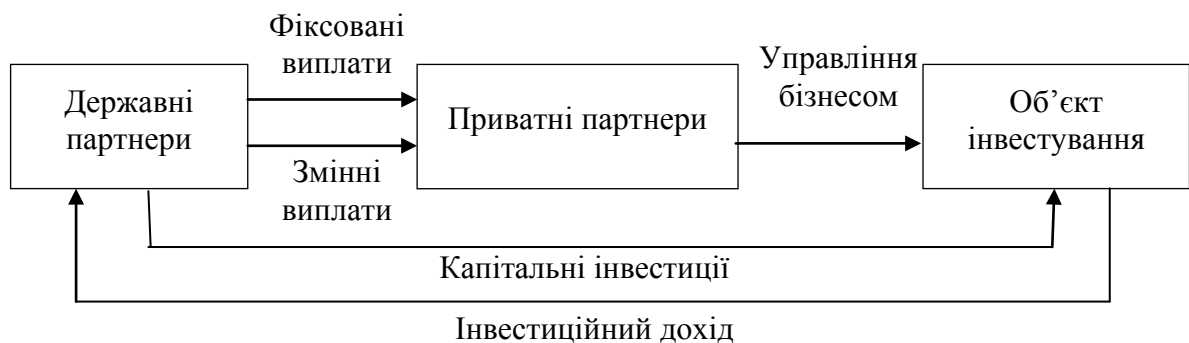 Фіксовані
виплати
Управління
бізнесом
Державні
партнери
Приватні партнери
Об’єкт
інвестування
Змінні
виплати
Капітальні інвестиції
Інвестиційний дохід